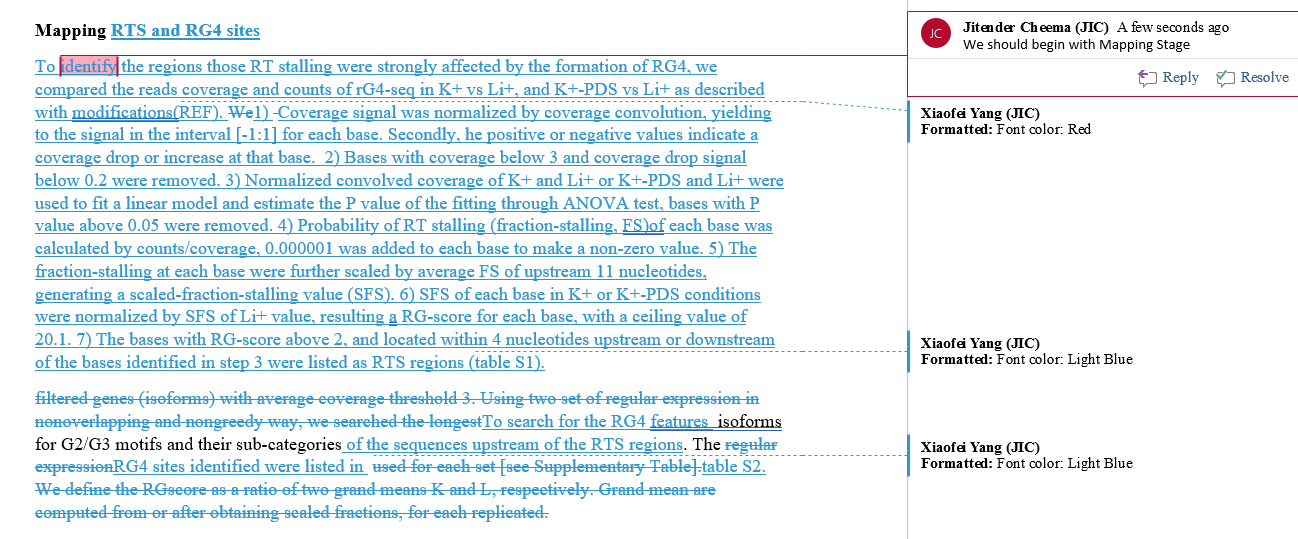 Mapping RTS and RG4 sites
To identify the regions those RT stalling were strongly affected by the formation of RG4, we
compared the reads coverage and counts of rG4-seq in K+ vs Li+, and K+-PDS vs Li+ as described
with modifications(REF). We1) -Coverage signal was normalized by coverage convolution, yielding
to the signal in the interval [-1:1] for each base. Secondly, he positive or negative values indicate a
coverage drop or increase at that base.  2) Bases with coverage below 3 and coverage drop signal
below 0.2 were removed. 3) Normalized convolved coverage of K+ and Li+ or K+-PDS and Li+ were
used to fit a linear model and estimate the P value of the fitting through ANOVA test, bases with P
value above 0.05 were removed. 4) Probability of RT stalling (fraction-stalling, FS)of each base was
calculated by counts/coverage, 0.000001 was added to each base to make a non-zero value. 5) The
fraction-stalling at each base were further scaled by average FS of upstream 11 nucleotides,
generating a scaled-fraction-stalling value (SFS). 6) SFS of each base in K+ or K+-PDS conditions
were normalized by SFS of Li+ value, resulting a RG-score for each base, with a ceiling value of
20.1. 7) The bases with RG-score above 2, and located within 4 nucleotides upstream or downstream
of the bases identified in step 3 were listed as RTS regions (table S1).
filtered genes (isoforms) with average coverage threshold 3. Using two set of regular expression in
nonoverlapping and nongreedy way, we searched the longestTo search for the RG4 features  isoforms
for G2/G3 motifs and their sub-categories of the sequences upstream of the RTS regions. The regular
expressionRG4 sites identified were listed in  used for each set [see Supplementary Table].table S2.
We define the RGscore as a ratio of two grand means K and L, respectively. Grand mean are
computed from or after obtaining scaled fractions, for each replicated.
JC
Jitender Cheema (JIC)  A few seconds ago
We should begin with Mapping Stage
Reply
Resolve
Xiaofei Yang (JIC)
Formatted: Font color: Red
Xiaofei Yang (JIC)
Formatted: Font color: Light Blue
Xiaofei Yang (JIC)
Formatted: Font color: Light Blue